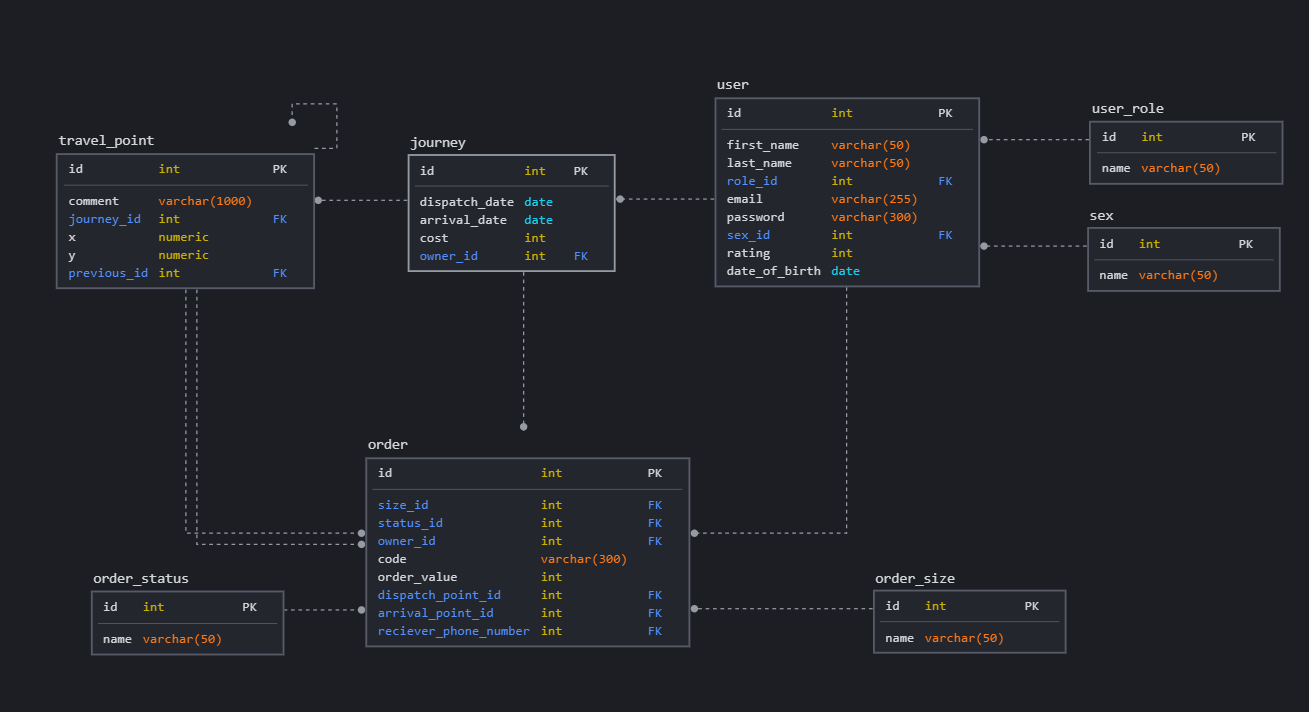 user
id int PK
first_name varchar(50)
last_name varchar(50)
role_id int FK
email varchar(255)
password varchar(300)
sex_id int FK
rating int
date_of_birth date
user_role
id int PK
name varchar(50)
travel_point
id int PK
comment varchar(1000)
journey_id int FK
x numeric
y numeric
previous_id int FK
journey
id int PK
dispatch_date date
arrival_date date
cost int
owner_id int FK
sex
id int PK
name varchar(50)
order
id int PK
size_id int FK
status_id int FK
owner_id int FK
code varchar(300)
order_value int
dispatch_point_id int FK
arrival_point_id int FK
reciever_phone_number int FK
order_status
id int PK
name varchar(50)
order_size
id int PK
name varchar(50)